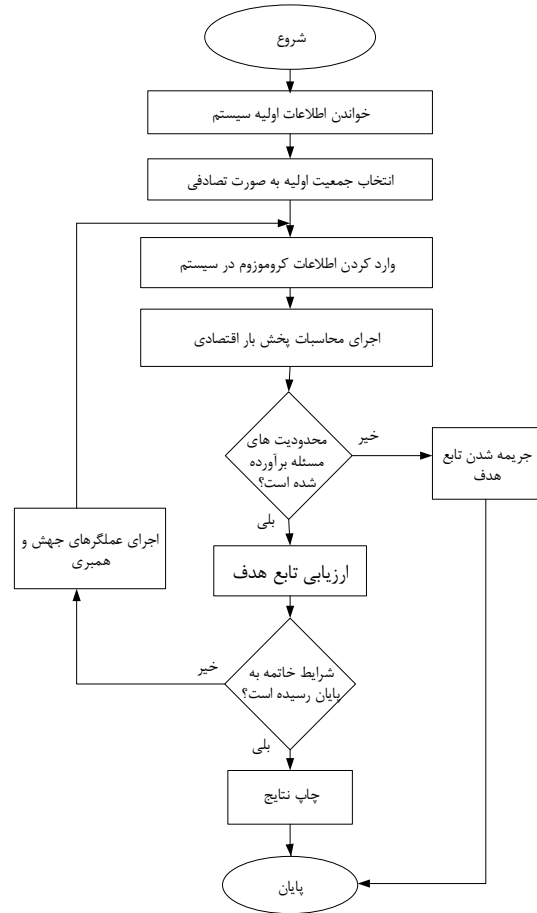 شروع
خواندن اطلاعات اولیه سیستم
انتخاب جمعیت اولیه به صورت تصادفی
وارد کردن اطلاعات کروموزوم در سیستم
اجرای محاسبات پخش بار اقتصادی
محدودیت های
مسئله برآورده
شده است؟
خیر
جریمه شدن تابع
هدف
بلی
ارزیابی تابع هدف
شرایط خاتمه به
پایان رسیده است؟
خیر
اجرای عملگرهای جهش و
همبری
بلی
چاپ نتایج
پایان